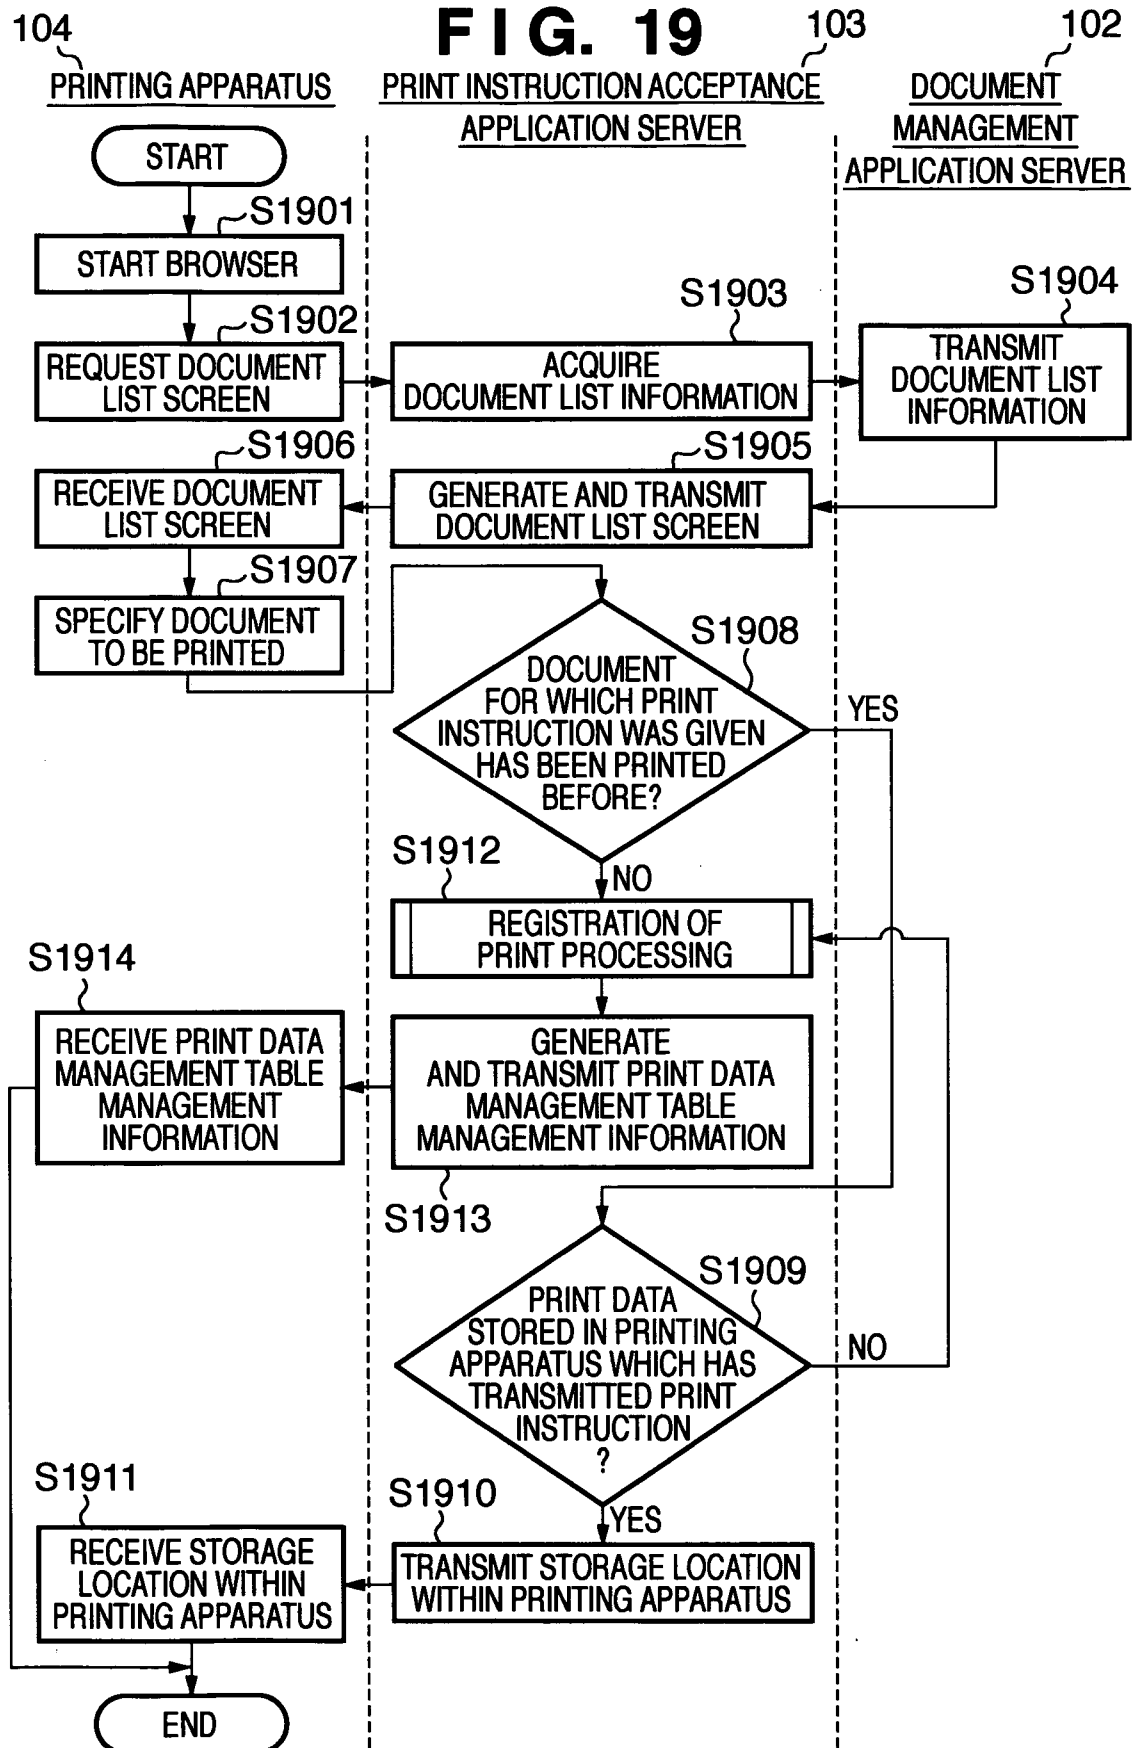 FIG. 19
104
103
102
PRINTING APPARATUS
PRINT INSTRUCTION ACCEPTANCE
APPLICATION SERVER
DOCUMENT
MANAGEMENT
APPLICATION SERVER
START
S1901
START BROWSER
S1902
REQUEST DOCUMENT
LIST SCREEN
S1903
ACQUIRE
DOCUMENT LIST INFORMATION
S1904
TRANSMIT
DOCUMENT LIST
INFORMATION
S1906
RECEIVE DOCUMENT
LIST SCREEN
S1905
GENERATE AND TRANSMIT
DOCUMENT LIST SCREEN
S1907
SPECIFY DOCUMENT
TO BE PRINTED
S1908
DOCUMENT
FOR WHICH PRINT
INSTRUCTION WAS GIVEN
HAS BEEN PRINTED
BEFORE?
YES
NO
S1912
REGISTRATION OF
PRINT PROCESSING
S1914
RECEIVE PRINT DATA
MANAGEMENT TABLE
MANAGEMENT
INFORMATION
GENERATE
AND TRANSMIT PRINT DATA
MANAGEMENT TABLE
MANAGEMENT INFORMATION
S1913
S1909
PRINT DATA
STORED IN PRINTING
APPARATUS WHICH HAS
TRANSMITTED PRINT
INSTRUCTION
?
NO
YES
S1911
RECEIVE STORAGE
LOCATION WITHIN
PRINTING APPARATUS
S1910
TRANSMIT STORAGE LOCATION
WITHIN PRINTING APPARATUS
END